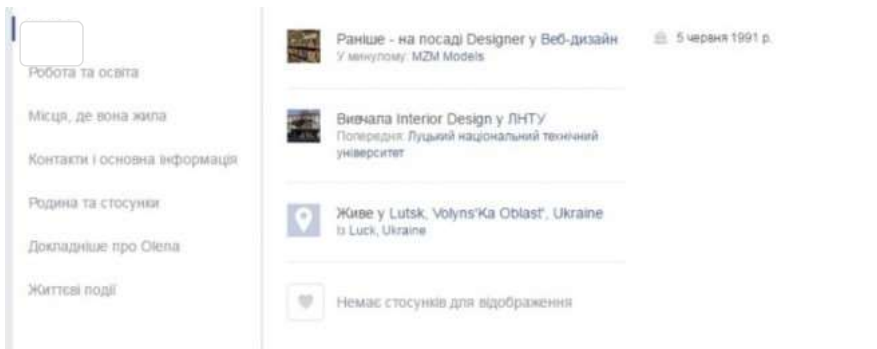 Робота та освіта
Місця, де вона жила
Контакти і основна інформація
Родина та стосунки
Докладніше про Olena
Життєві події
Раніше - на посаді Designer у Веб-дизайн
У минулому: MZM Models
Вивчала Interior Design у ЛНТУ
Попередня: Луцький національний технічний
університет
Живе у Lutsk, Volyns'Ka Oblast', Ukraine
Із Luck, Ukraine
Немає стосунків для відображення
5 червня 1991 р.